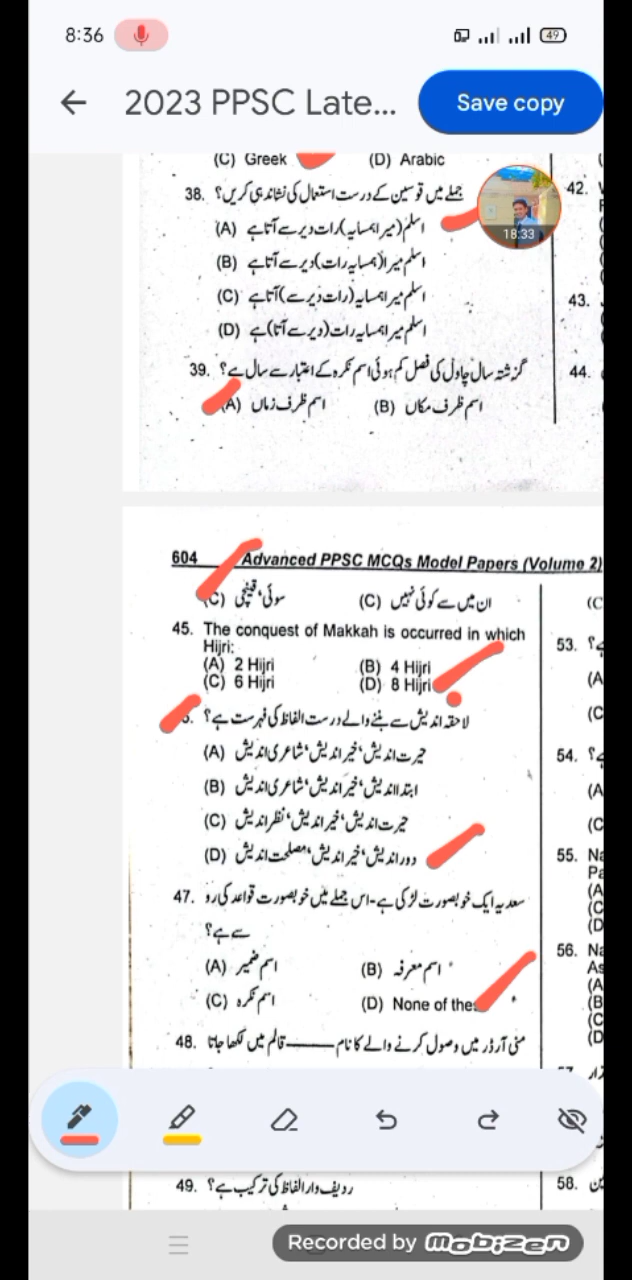 8:36
49
2023 PPSC Late...
Save copy
(C) Greek (D) Arabic
38. جملے میں قوسین کے درست استعمال کی نشاندہی کریں؟
(A) اسلم (میرا ہمسایہ) رات دیر سے آتا ہے
(B) اسلم میرا (ہمسایہ رات) دیر سے آتا ہے
(C) اسلم میرا ہمسایہ (رات دیر سے) آتا ہے
(D) اسلم میرا ہمسایہ رات (دیر سے آتا) ہے
39. گزشتہ سال چاول کی فصل کم ہوئی اسم نکرہ کے اعتبار سے سال ہے؟
A) اسم ظرف زماں (B) اسم ظرف مکاں
42.
43.
44.
18:33
604 Advanced PPSC MCQs Model Papers (Volume 2)
(C) سوئی، قینچی (C) ان میں سے کوئی نہیں
45. The conquest of Makkah is occurred in which
Hijri:
(A) 2 Hijri (B) 4 Hijri
(C) 6 Hijri (D) 8 Hijri
لاحقہ اندیش سے بننے والے درست الفاظ کی فہرست ہے؟
(A) حیرت اندیش، خیر اندیش، شاعری اندیش
(B) ابتدا اندیش، خیر اندیش، شاعری اندیش
(C) حیرت اندیش، خیر اندیش، نظر اندیش
(D) دور اندیش، خیر اندیش، مصلحت اندیش
47. سعدیہ ایک خوبصورت لڑکی ہے۔ اس جملے میں خوبصورت قواعد کی رو
سے ہے؟
(A) اسم ضمیر (B) اسم معرفہ
(C) اسم نکرہ (D) None of thes
48. منی آرڈر میں وصول کرنے والے کا نام ——— قالم میں لکھا جاتا
49. ردیف وار الفاظ کی ترکیب ہے؟
(C
53.
(A
(C
54.
(A
(C
55. Na
Pa
(A
(C
(D
56. Na
As
(A
(B
(C
(D
58.
Recorded by mobizen